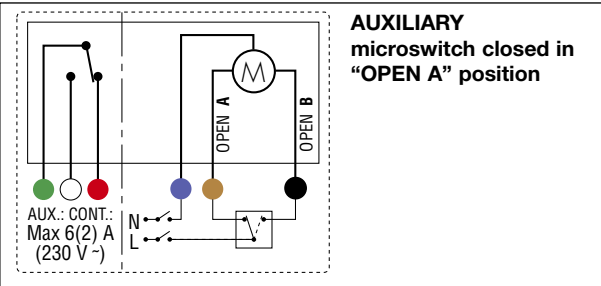 AUXILIARY
microswitch closed in
“OPEN A” position
M
OPEN A
OPEN B
AUX.: CONT.:
Max 6(2) A
(230 V ~)
N
L